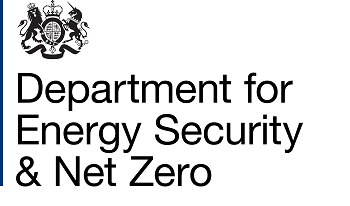 Department for
Energy Security
& Net Zero